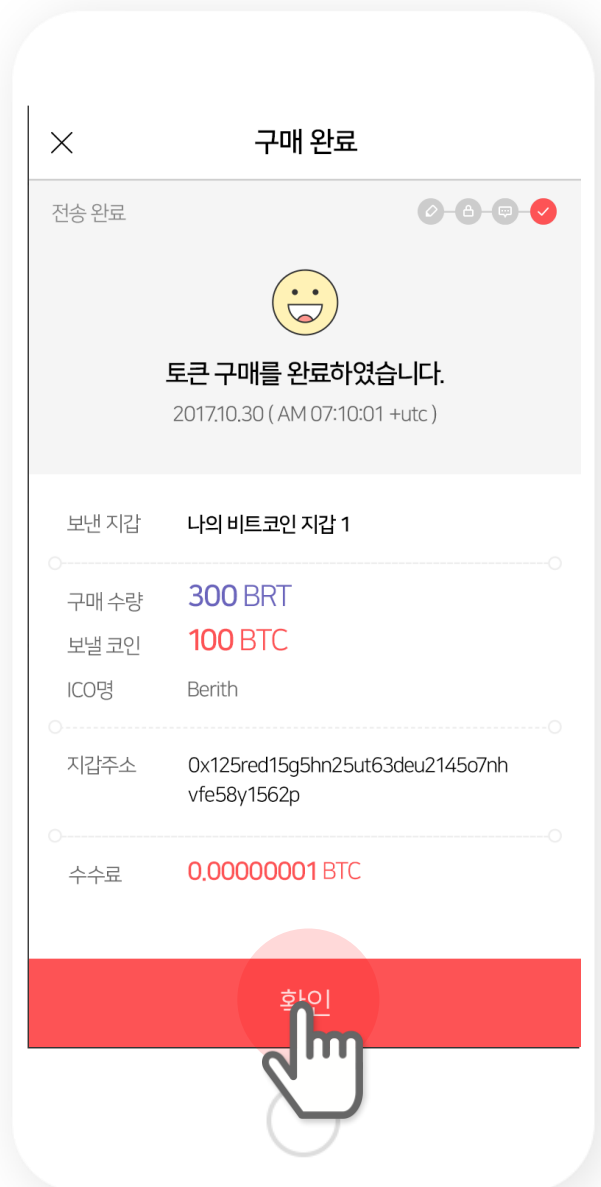 구매 완료
전송 완료
토큰 구매를 완료하였습니다.
2017.10.30 ( AM 07:10:01 +utc )
보낸 지갑 나의 비트코인 지갑 1
구매 수량 300 BRT
보낼 코인 100 BTC
ICO명 Berith
지갑주소 0x125red15g5hn25ut63deu2145o7nh
vfe58y1562p
수수료 0.00000001 BTC
확인